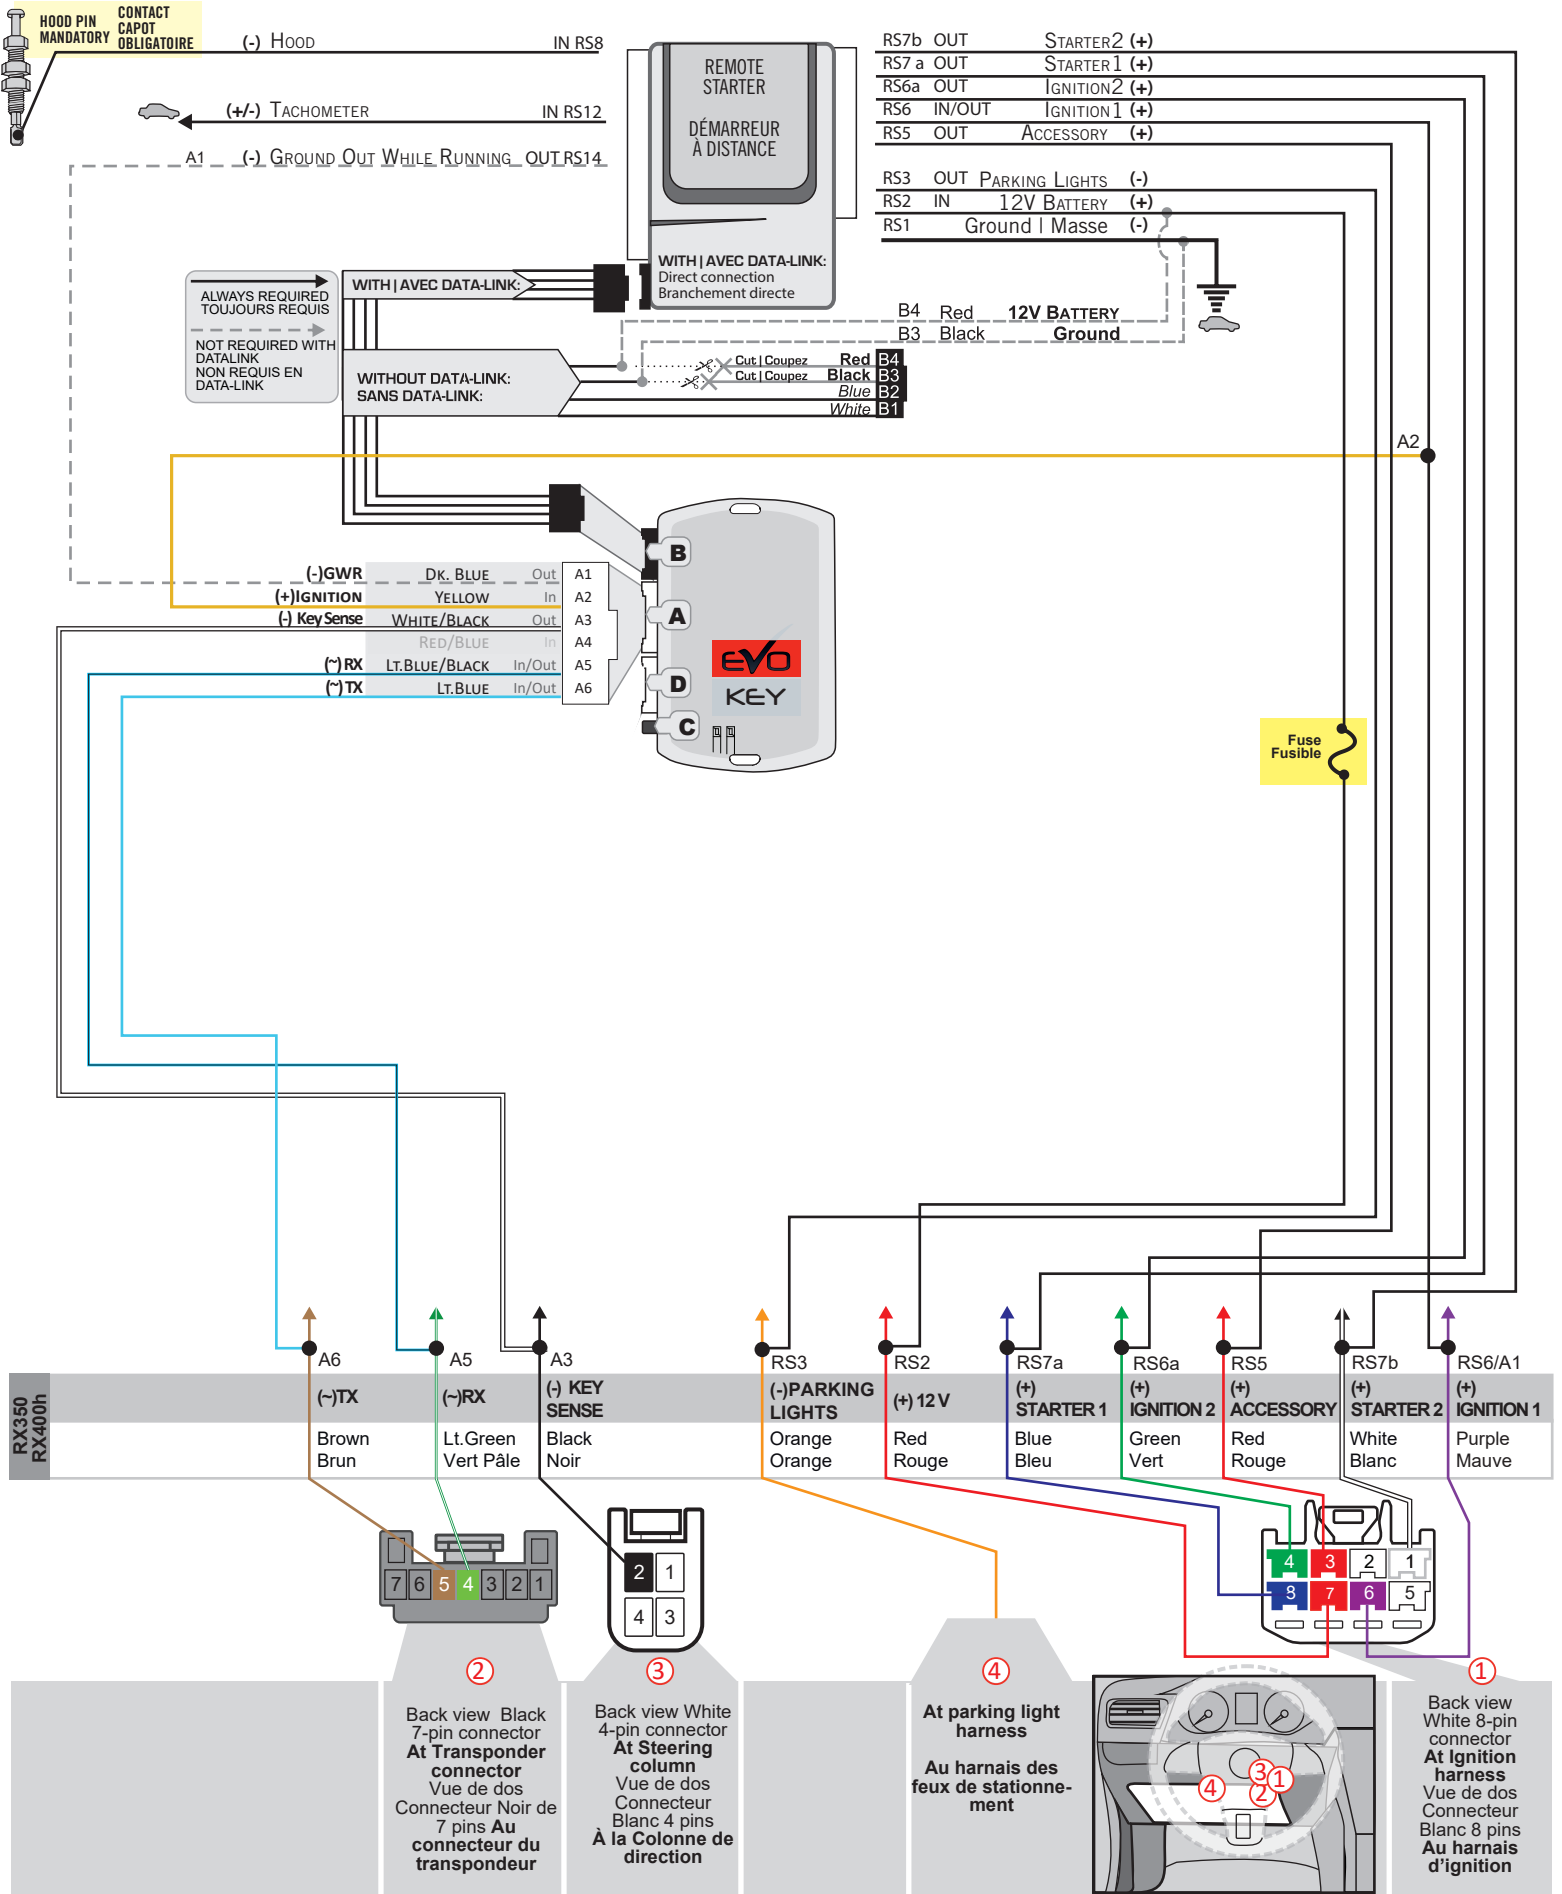 HOOD PIN
MANDATORY
CONTACT
CAPOT
OBLIGATOIRE
(-) HOOD IN RS8
(+/-) TACHOMETER IN RS12
A1 (-) GROUND OUT WHILE RUNNING OUT RS14
REMOTE
STARTER
DÉMARREUR
À DISTANCE
WITH | AVEC DATA-LINK:
Direct connection
Branchement directe
RS7b OUT STARTER2 (+)
RS7 a OUT STARTER1 (+)
RS6a OUT IGNITION2 (+)
RS6 IN/OUT IGNITION1 (+)
RS5 OUT ACCESSORY (+)
RS3 OUT PARKING LIGHTS (-)
RS2 IN 12V BATTERY (+)
RS1 Ground | Masse (-)
ALWAYS REQUIRED
TOUJOURS REQUIS
NOT REQUIRED WITH
DATALINK
NON REQUIS EN
DATA-LINK
WITH | AVEC DATA-LINK:
WITHOUT DATA-LINK:
SANS DATA-LINK:
B4 Red 12V BATTERY
B3 Black Ground
Cut | Coupez Red B4
Cut | Coupez Black B3
Blue B2
White B1
A2
(-)GWR DK. BLUE Out A1
(+)IGNITION YELLOW In A2
(-) Key Sense WHITE/BLACK Out A3
RED/BLUE In A4
(~) RX LT.BLUE/BLACK In/Out A5
(~) TX LT.BLUE In/Out A6
B
A
D
C
EVO
KEY
Fuse
Fusible
RX350
RX400h
A6
(~)TX
Brown
Brun
A5
(~)RX
Lt.Green
Vert Pâle
A3
(-) KEY
SENSE
Black
Noir
RS3
(-)PARKING
LIGHTS
Orange
Orange
RS2
(+) 12 V
Red
Rouge
RS7a
(+)
STARTER 1
Blue
Bleu
RS6a
(+)
IGNITION 2
Green
Vert
RS5
(+)
ACCESSORY
Red
Rouge
RS7b
(+)
STARTER 2
White
Blanc
RS6/A1
(+)
IGNITION 1
Purple
Mauve
7 6 5 4 3 2 1
2 1
4 3
4 3 2 1
8 7 6 5
2
Back view Black
7-pin connector
At Transponder
connector
Vue de dos
Connecteur Noir de
7 pins Au
connecteur du
transpondeur
3
Back view White
4-pin connector
At Steering
column
Vue de dos
Connecteur
Blanc 4 pins
À la Colonne de
direction
4
At parking light
harness
Au harnais des
feux de stationne-
ment
4
3
1
2
1
Back view
White 8-pin
connector
At Ignition
harness
Vue de dos
Connecteur
Blanc 8 pins
Au harnais
d'ignition